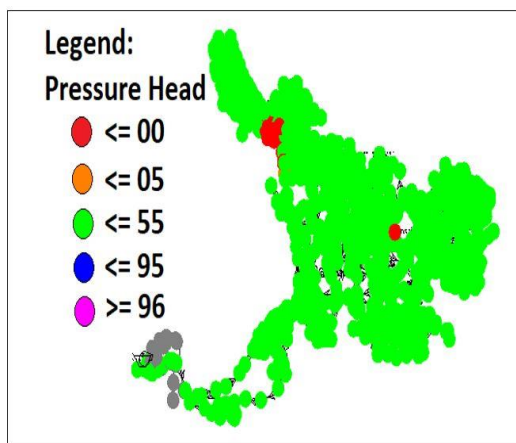 Legend:
Pressure Head
<= 00
<= 05
<= 55
<= 95
>= 96